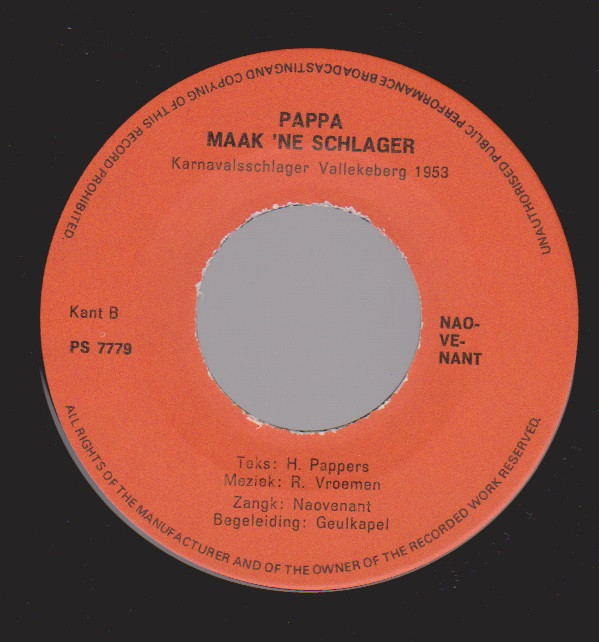 UNAUTHORISED PUBLIC PERFORMANCE BROADCASTING AND COPYING OF THIS RECORD PROHIBITED.
PAPPA
MAAK 'NE SCHLAGER
Karnavalsschlager Vallekeberg 1953
Kant B
PS 7779
NAO-
VE-
NANT
Teks: H. Pappers
Meziek: R. Vroemen
Zangk: Naovenant
Begeleiding: Geulkapel
ALL RIGHTS OF THE MANUFACTURER AND OF THE OWNER OF THE RECORDED WORK RESERVED.